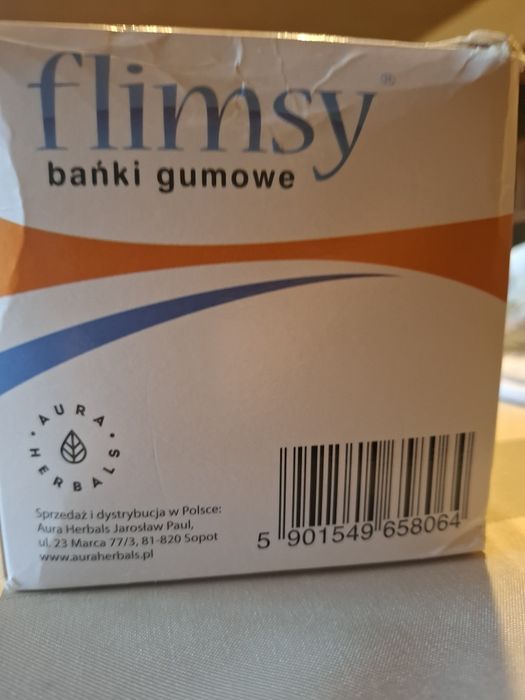 flimsy®
bańki gumowe
AURA
HERBALS
Sprzedaż i dystrybucja w Polsce:
Aura Herbals Jarosław Paul,
ul. 23 Marca 77/3, 81-820 Sopot
www.auraherbals.pl
5 901549 658064